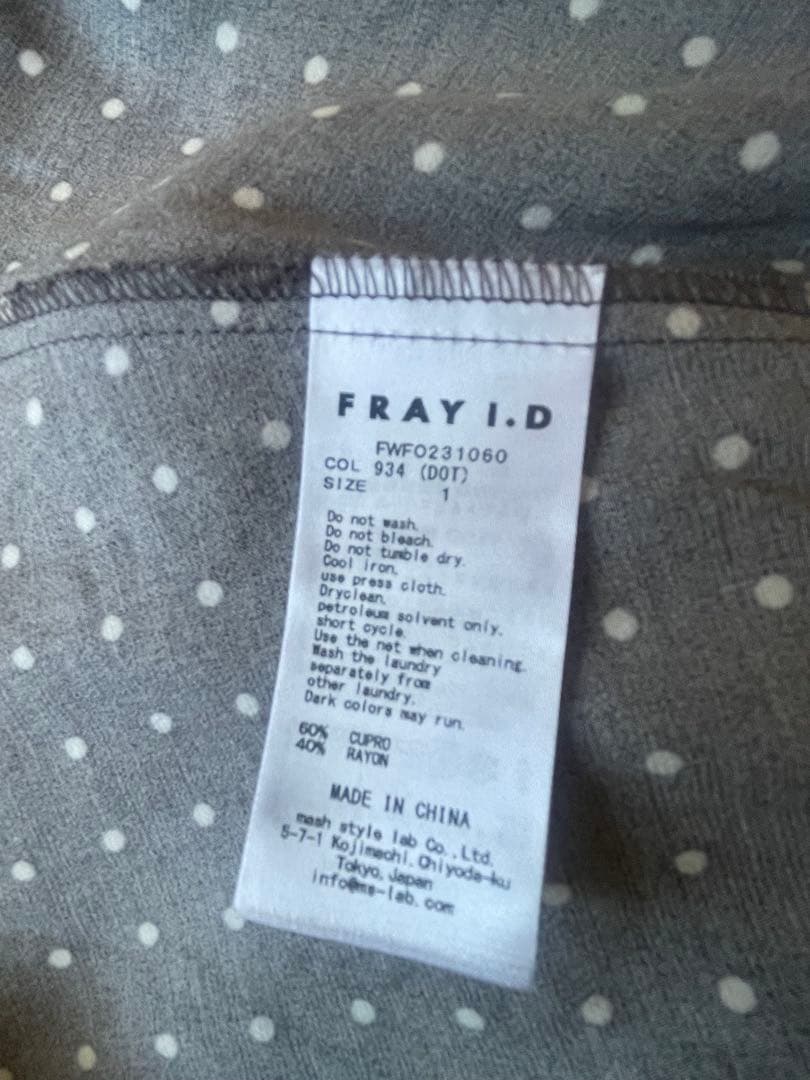 FRAY I.D
FWFO231060
COL 934 (DOT)
SIZE 1
Do not wash.
Do not bleach.
Do not tumble dry.
Cool iron.
use press cloth.
Dryclean.
petroleum solvent only.
short cycle.
Use the net when cleaning.
Wash the laundry
separately from
other laundry.
Dark colors may run.
60% CUPRO
40% RAYON
MADE IN CHINA
mash style lab Co.,Ltd.
5-7-1 Kojimachi.Chiyoda-ku
Tokyo.Japan
info@ms-lab.com